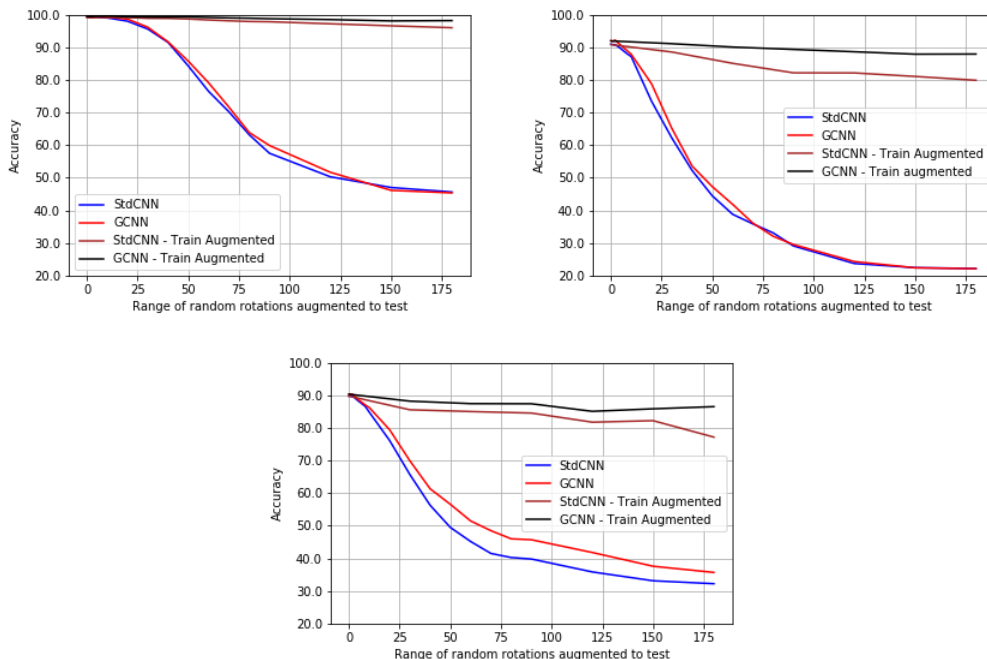 100.0
90.0
80.0
70.0
60.0
50.0
40.0
30.0
20.0
Accuracy
StdCNN
GCNN
StdCNN - Train Augmented
GCNN - Train Augmented
0 25 50 75 100 125 150 175
Range of random rotations augmented to test
100.0
90.0
80.0
70.0
60.0
50.0
40.0
30.0
20.0
Accuracy
StdCNN
GCNN
StdCNN - Train Augmented
GCNN - Train augmented
0 25 50 75 100 125 150 175
Range of random rotations augmented to test
100.0
90.0
80.0
70.0
60.0
50.0
40.0
30.0
20.0
Accuracy
StdCNN
GCNN
StdCNN - Train Augmented
GCNN - Train Augmented
0 25 50 75 100 125 150 175
Range of random rotations augmented to test